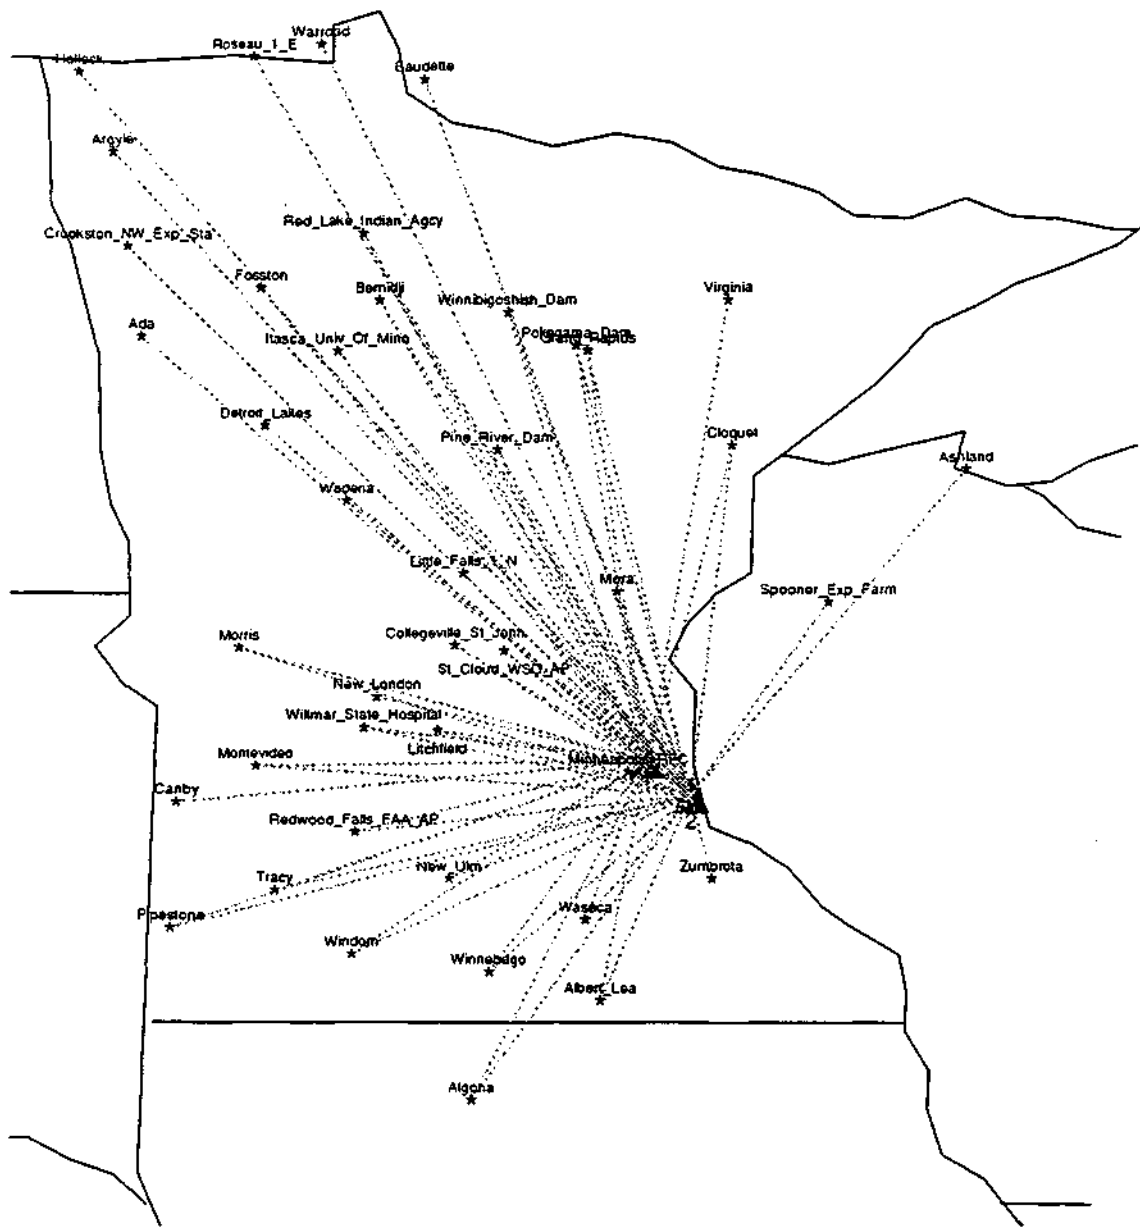 Warroad
Roseau_1_E
Hallock
Baudette
Argyle
Red_Lake_Indian_Agcy
Crookston_NW_Exp_Sta
Fosston
Bemidji
Winnibigoshish_Dam
Virginia
Ada
Itasca_Univ_Of_Minn
Pokegama_Dam
Grand_Rapids
Detroit_Lakes
Pine_River_Dam
Cloquet
Ashland
Wadena
Little_Falls_1_N
Mora
Spooner_Exp_Farm
Morris
Collegeville_St_John
St_Cloud_WSO_AP
New_London
Willmar_State_Hospital
Litchfield
Montevideo
Canby
Redwood_Falls_FAA_AP
2
New_Ulm
Zumbrota
Tracy
Pipestone
Waseca
Windom
Winnebago
Albert_Lea
Algona